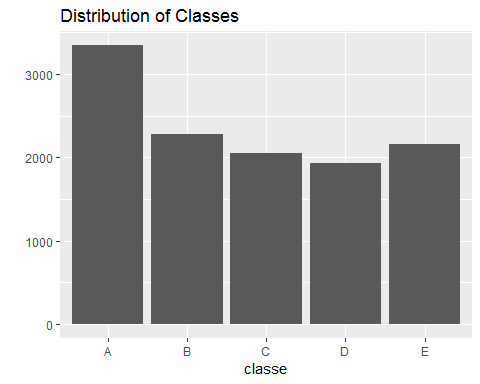 Distribution of Classes
3000
2000
1000
0
A B C D E
classe